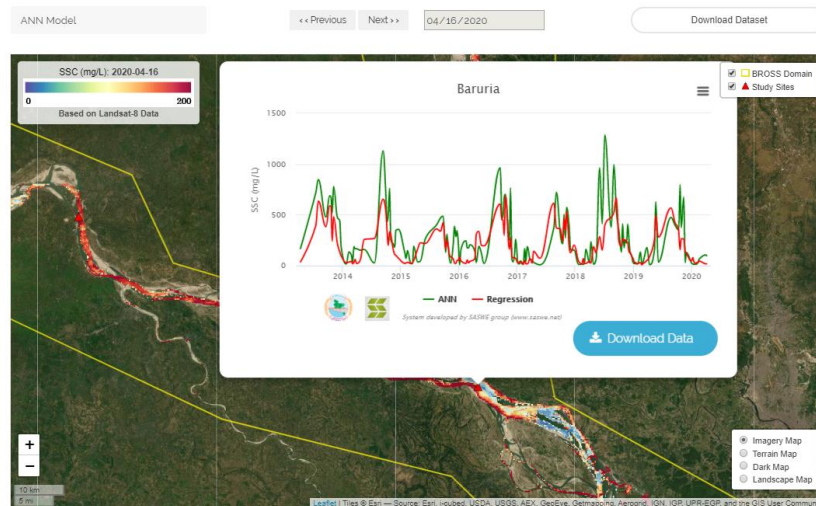 ANN Model
‹‹ Previous
Next ››
04/16/2020
Download Dataset
SSC (mg/L): 2020-04-16
0
200
Based on Landsat-8 Data
BROSS Domain
Study Sites
Baruria
SSC (mg/L)
1500
1000
500
0
2014
2015
2016
2017
2018
2019
2020
ANN
Regression
System developed by SASWE group (www.saswe.net)
Download Data
+
−
10 km
5 mi
Imagery Map
Terrain Map
Dark Map
Landscape Map
Leaflet | Tiles © Esri — Source: Esri, i-cubed, USDA, USGS, AEX, GeoEye, Getmapping, Aerogrid, IGN, IGP, UPR-EGP, and the GIS User Commun